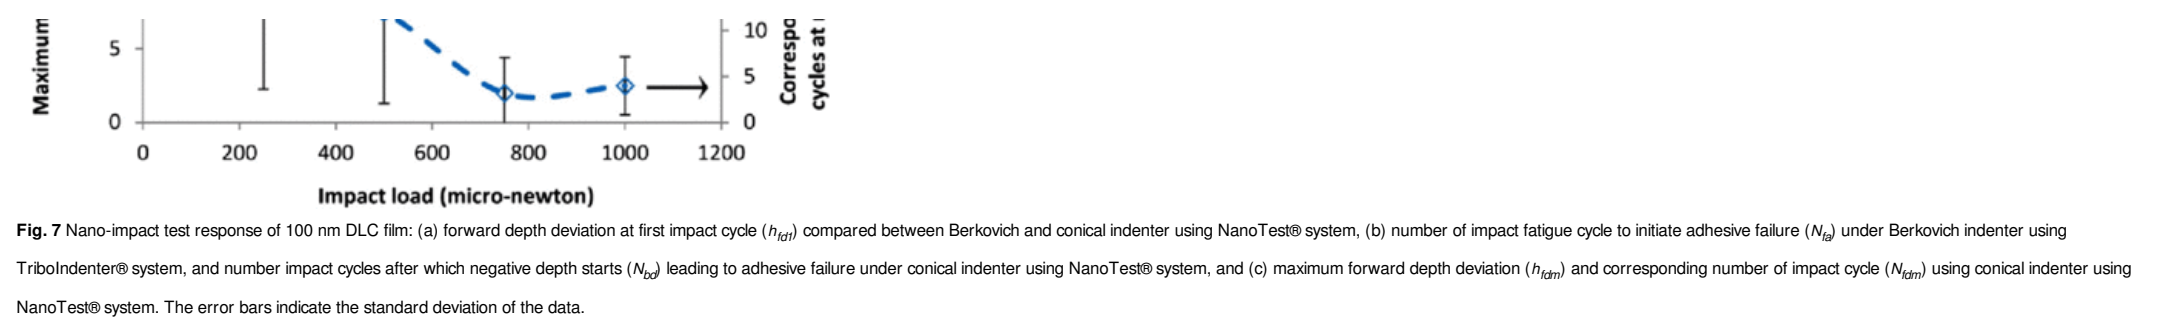 Maximum
5
0
10
5
0
cycles at
0 200 400 600 800 1000 1200
Impact load (micro-newton)
Fig. 7 Nano-impact test response of 100 nm DLC film: (a) forward depth deviation at first impact cycle (hfd1) compared between Berkovich and conical indenter using NanoTest® system, (b) number of impact fatigue cycle to initiate adhesive failure (Nfa) under Berkovich indenter using
TriboIndenter® system, and number impact cycles after which negative depth starts (Nbd) leading to adhesive failure under conical indenter using NanoTest® system, and (c) maximum forward depth deviation (hfdm) and corresponding number of impact cycle (Nfdm) using conical indenter using
NanoTest® system. The error bars indicate the standard deviation of the data.